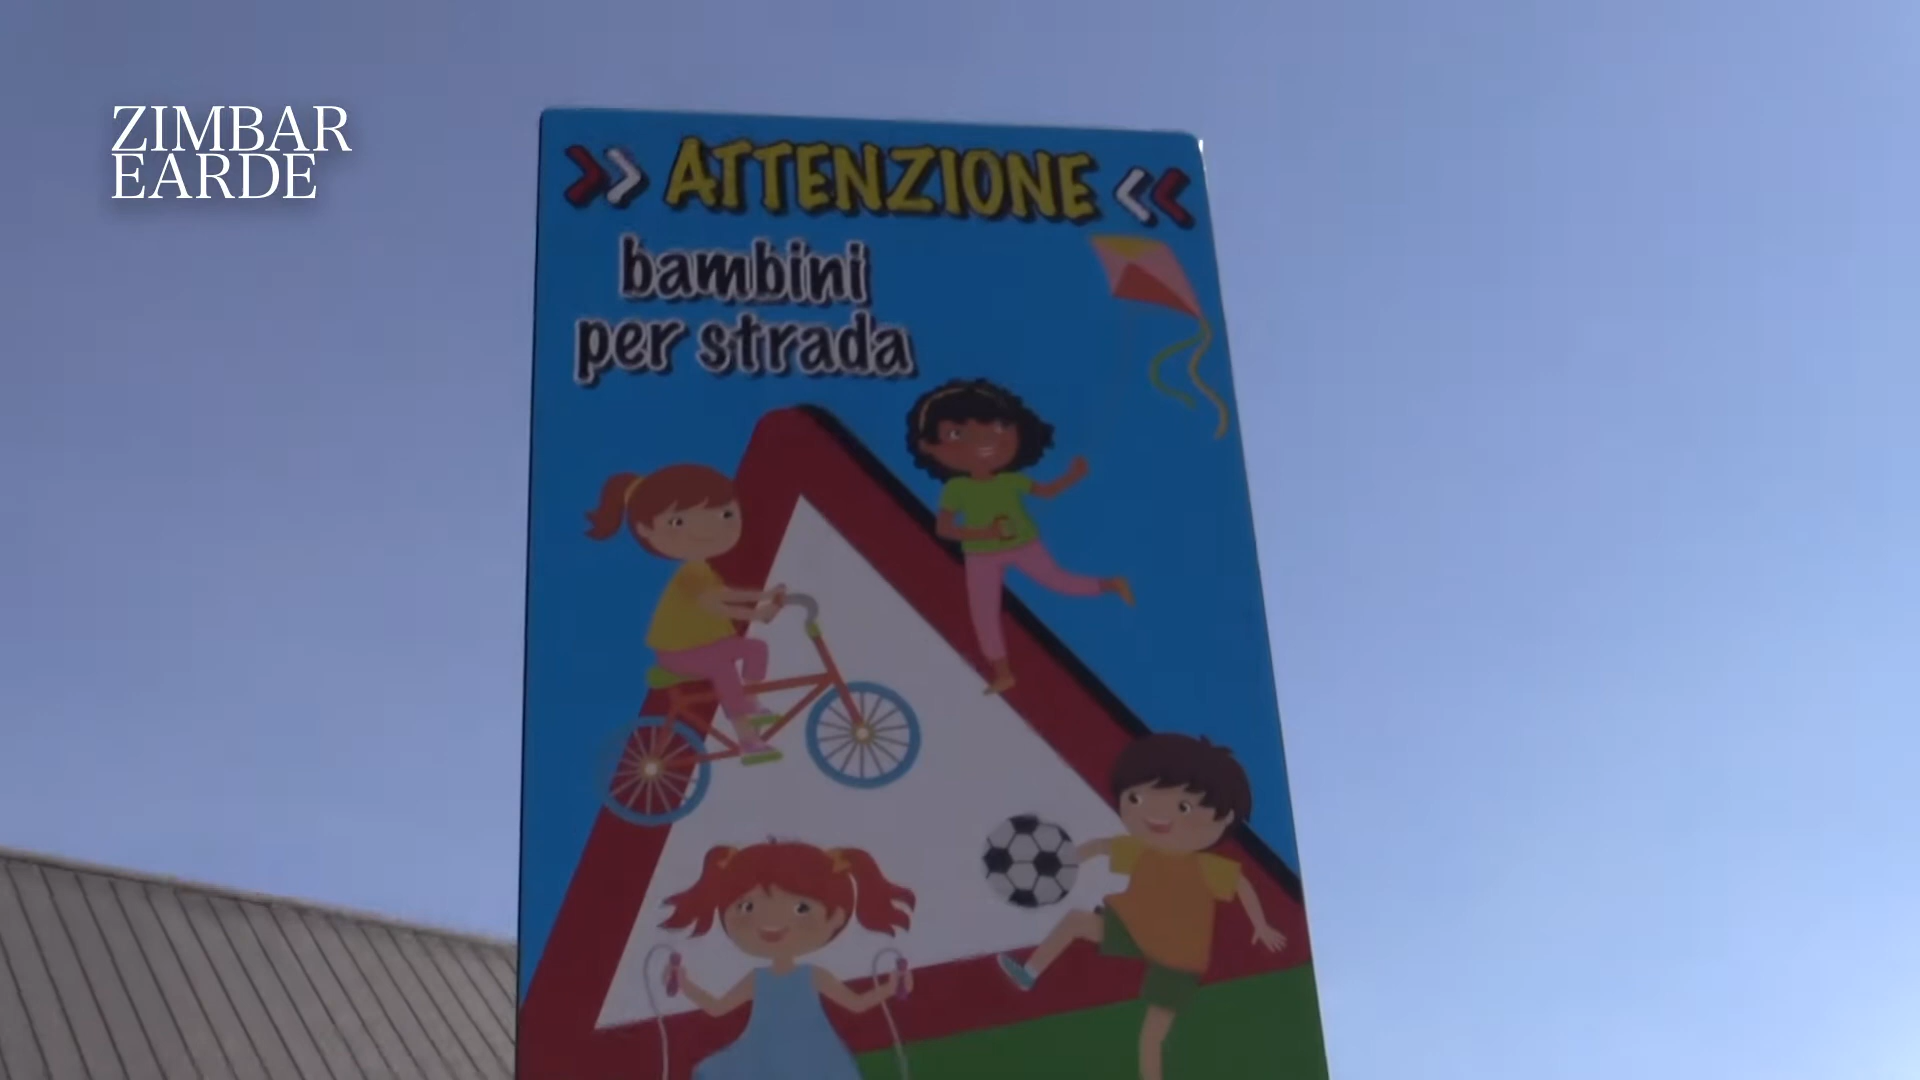 ZIMBAR
EARDE
>> ATTENZIONE <<
bambini
per strada